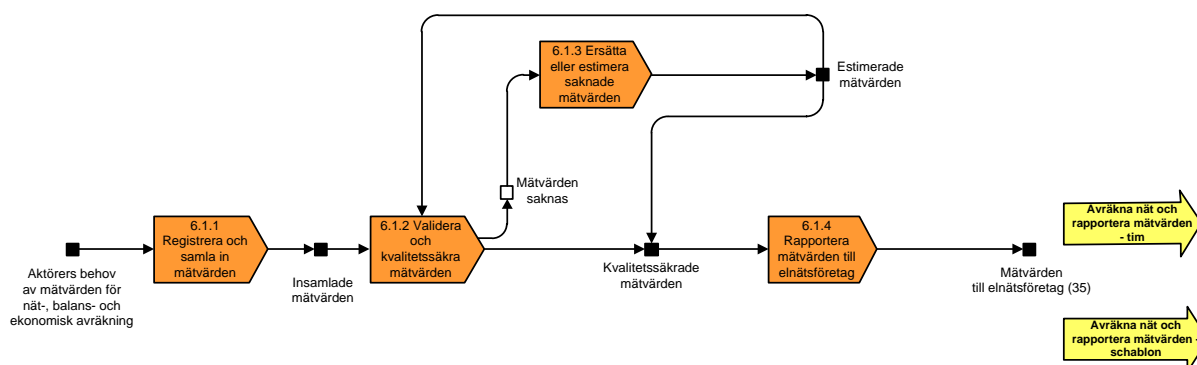 6.1.3 Ersätta
eller estimera
saknade
mätvärden
Estimerade
mätvärden
Mätvärden
saknas
6.1.1
Registrera och
samla in
mätvärden
6.1.2 Validera
och
kvalitetssäkra
mätvärden
6.1.4
Rapportera
mätvärden till
elnätsföretag
Avräkna nät och
rapportera mätvärden
- tim
Aktörers behov
av mätvärden för
nät-, balans- och
ekonomisk avräkning
Insamlade
mätvärden
Kvalitetssäkrade
mätvärden
Mätvärden
till elnätsföretag (35)
Avräkna nät och
rapportera mätvärden -
schablon